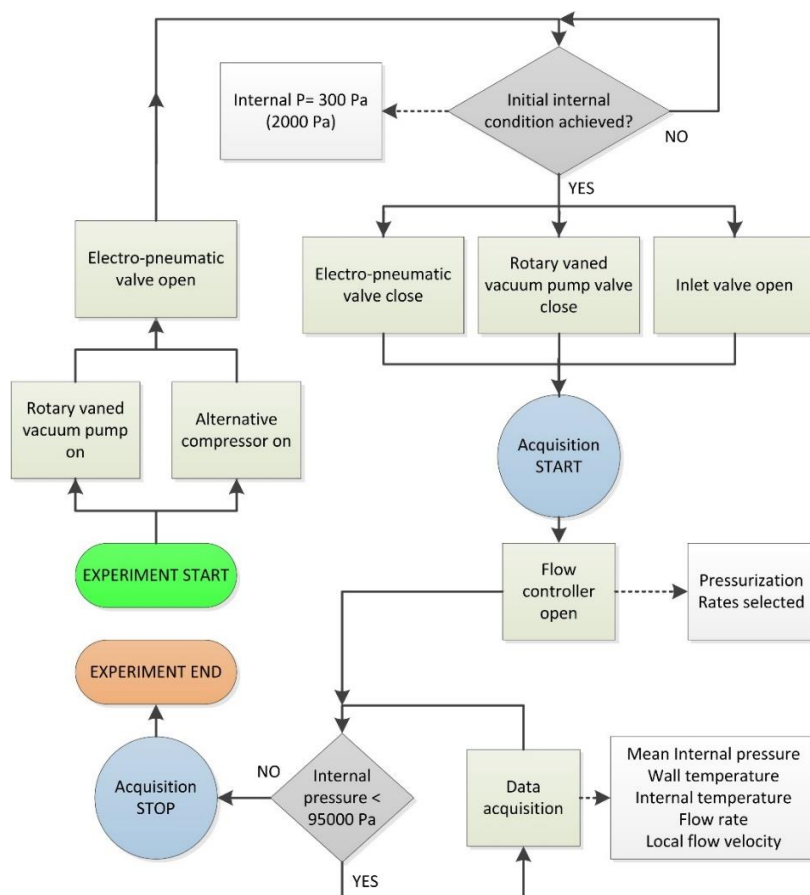 Internal P= 300 Pa
(2000 Pa)
Initial internal
condition achieved?
NO
YES
Electro-pneumatic
valve open
Electro-pneumatic
valve close
Rotary vaned
vacuum pump valve
close
Inlet valve open
Rotary vaned
vacuum pump
on
Alternative
compressor on
Acquisition
START
EXPERIMENT START
Flow
controller
open
Pressurization
Rates selected
EXPERIMENT END
Acquisition
STOP
NO
Internal
pressure <
95000 Pa
YES
Data
acquisition
Mean Internal pressure
Wall temperature
Internal temperature
Flow rate
Local flow velocity